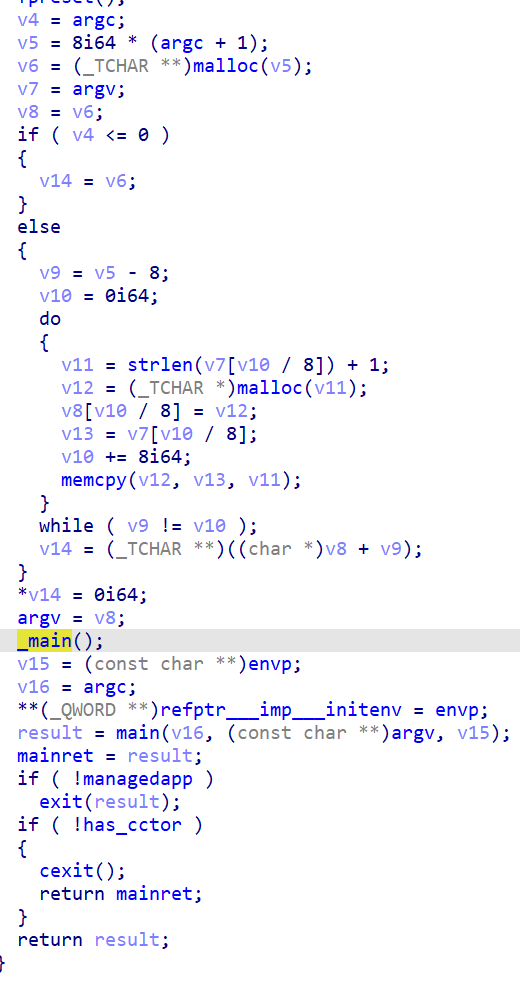 fpreset();
v4 = argc;
v5 = 8i64 * (argc + 1);
v6 = (_TCHAR **)malloc(v5);
v7 = argv;
v8 = v6;
if ( v4 <= 0 )
{
v14 = v6;
}
else
{
v9 = v5 - 8;
v10 = 0i64;
do
{
v11 = strlen(v7[v10 / 8]) + 1;
v12 = (_TCHAR *)malloc(v11);
v8[v10 / 8] = v12;
v13 = v7[v10 / 8];
v10 += 8i64;
memcpy(v12, v13, v11);
}
while ( v9 != v10 );
v14 = (_TCHAR **)((char *)v8 + v9);
}
*v14 = 0i64;
argv = v8;
_main();
v15 = (const char **)envp;
v16 = argc;
**(_QWORD **)refptr___imp___initenv = envp;
result = main(v16, (const char **)argv, v15);
mainret = result;
if ( !managedapp )
exit(result);
if ( !has_cctor )
{
cexit();
return mainret;
}
return result;
}